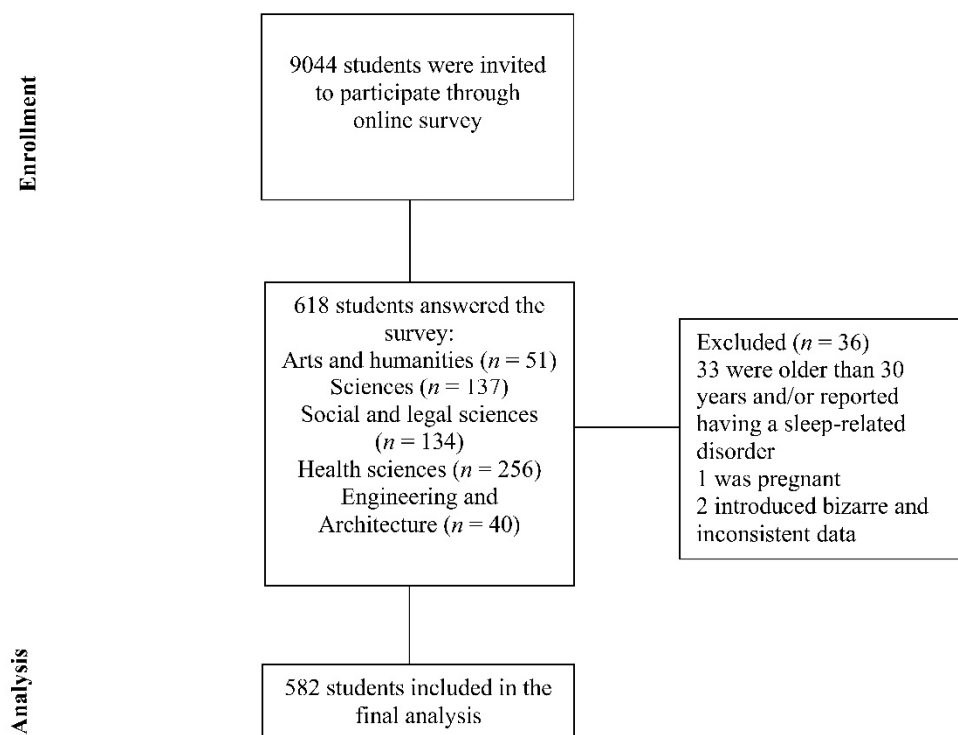 Enrollment
9044 students were invited
to participate through
online survey
618 students answered the
survey:
Arts and humanities (n = 51)
Sciences (n = 137)
Social and legal sciences
(n = 134)
Health sciences (n = 256)
Engineering and
Architecture (n = 40)
Excluded (n = 36)
33 were older than 30
years and/or reported
having a sleep-related
disorder
1 was pregnant
2 introduced bizarre and
inconsistent data
Analysis
582 students included in the
final analysis